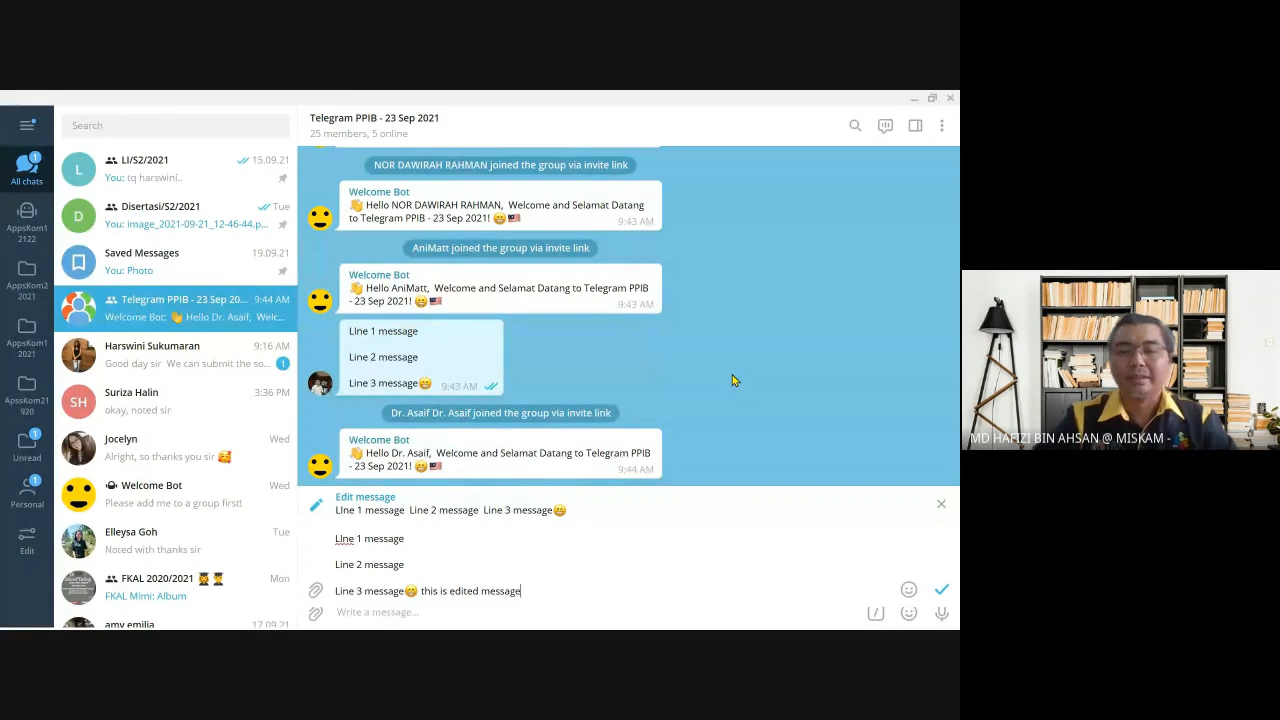 Search
All chats
AppsKom1
2122
AppsKom2
2021
AppsKom1
2021
AppsKom21
920
Unread
1
Personal
1
Edit
1
L
LI/S2/2021
15.09.21
You: tq harswini..
D
Disertasi/S2/2021
Tue
You: image_2021-09-21_12-46-44.p...
Saved Messages
19.09.21
You: Photo
Telegram PPIB - 23 Sep 20...
9:44 AM
Welcome Bot: 👋 Hello Dr. Asaif, Welc...
Harswini Sukumaran
9:16 AM
Good day sir We can submit the so...
1
SH
Suriza Halin
3:36 PM
okay, noted sir
Jocelyn
Wed
Alright, so thanks you sir 🥰
Welcome Bot
Wed
Please add me to a group first!
Elleysa Goh
Tue
Noted with thanks sir
FKAL 2020/2021 👩‍🎓👨‍🎓
Mon
FKAL Mimi: Album
amy emilia
17.09.21
Telegram PPIB - 23 Sep 2021
25 members, 5 online
NOR DAWIRAH RAHMAN joined the group via invite link
Welcome Bot
👋 Hello NOR DAWIRAH RAHMAN, Welcome and Selamat Datang
to Telegram PPIB - 23 Sep 2021! 😁🇲🇾
9:43 AM
AniMatt joined the group via invite link
Welcome Bot
👋 Hello AniMatt, Welcome and Selamat Datang to Telegram PPIB
- 23 Sep 2021! 😁🇲🇾
9:43 AM
LIne 1 message
Line 2 message
Line 3 message😁 9:43 AM
Dr. Asaif Dr. Asaif joined the group via invite link
Welcome Bot
👋 Hello Dr. Asaif, Welcome and Selamat Datang to Telegram PPIB
- 23 Sep 2021! 😁🇲🇾
9:44 AM
Edit message
LIne 1 message Line 2 message Line 3 message😁
LIne 1 message
Line 2 message
Line 3 message😁 this is edited message
Write a message...
MD HAFIZI BIN AHSAN @ MISKAM -